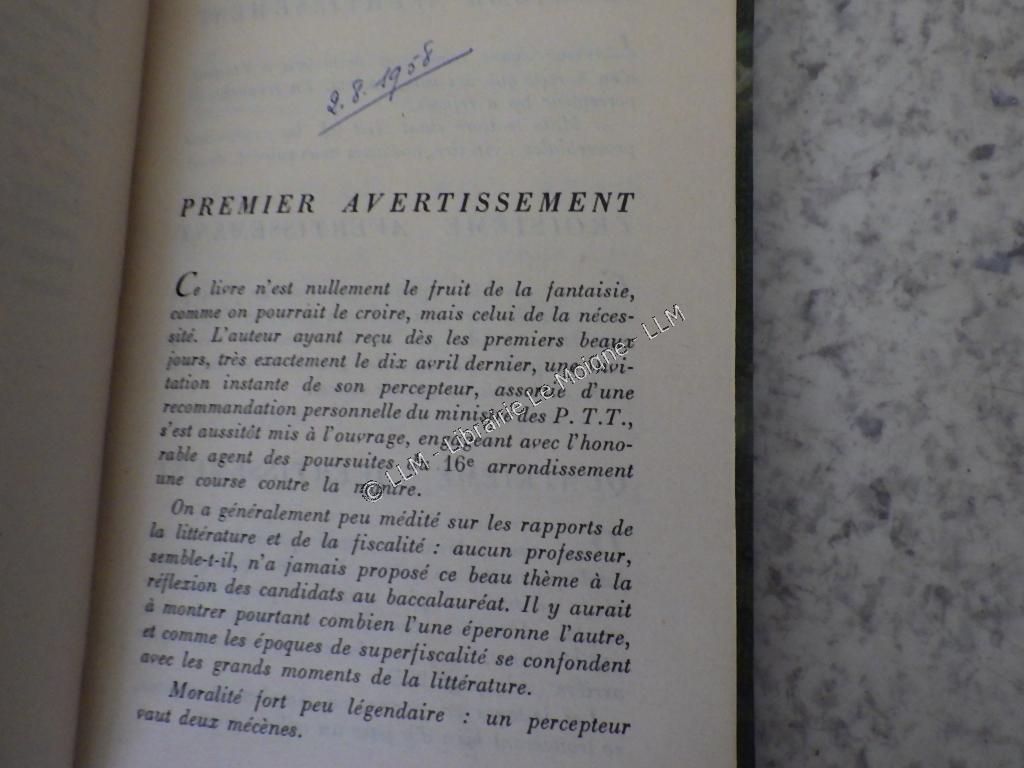 2.8.1958
PREMIER AVERTISSEMENT
Ce livre n'est nullement le fruit de la fantaisie,
comme on pourrait le croire, mais celui de la néces-
sité. L'auteur ayant reçu dès les premiers beaux
jours, très exactement le dix avril dernier, une invi-
tation instante de son percepteur, assortie d'une
recommandation personnelle du ministre des P. T. T.,
s'est aussitôt mis à l'ouvrage, engageant avec l'hono-
rable agent des poursuites du 16e arrondissement
une course contre la montre.
On a généralement peu médité sur les rapports de
la littérature et de la fiscalité : aucun professeur,
semble-t-il, n'a jamais proposé ce beau thème à la
réflexion des candidats au baccalauréat. Il y aurait
à montrer pourtant combien l'une éperonne l'autre,
et comme les époques de superfiscalité se confondent
avec les grands moments de la littérature.
Moralité fort peu légendaire : un percepteur
vaut deux mécènes.
© LLM - Librairie Le Moigne - LLM